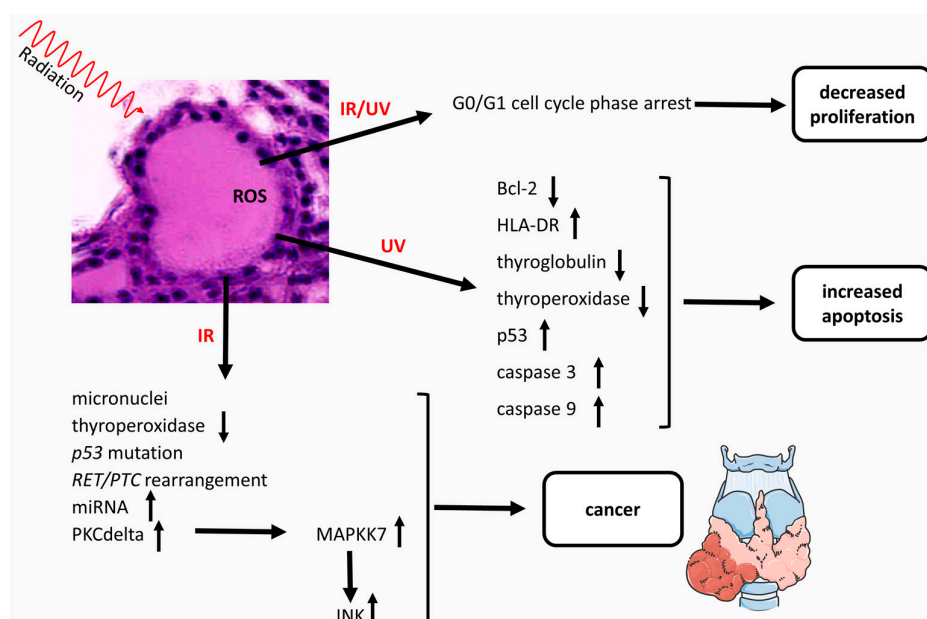 Radiation
IR/UV
G0/G1 cell cycle phase arrest
decreased
proliferation
ROS
UV
Bcl-2
HLA-DR
thyroglobulin
thyroperoxidase
p53
caspase 3
caspase 9
increased
apoptosis
IR
micronuclei
thyroperoxidase
p53 mutation
RET/PTC rearrangement
miRNA
PKCdelta
MAPKK7
JNK
cancer